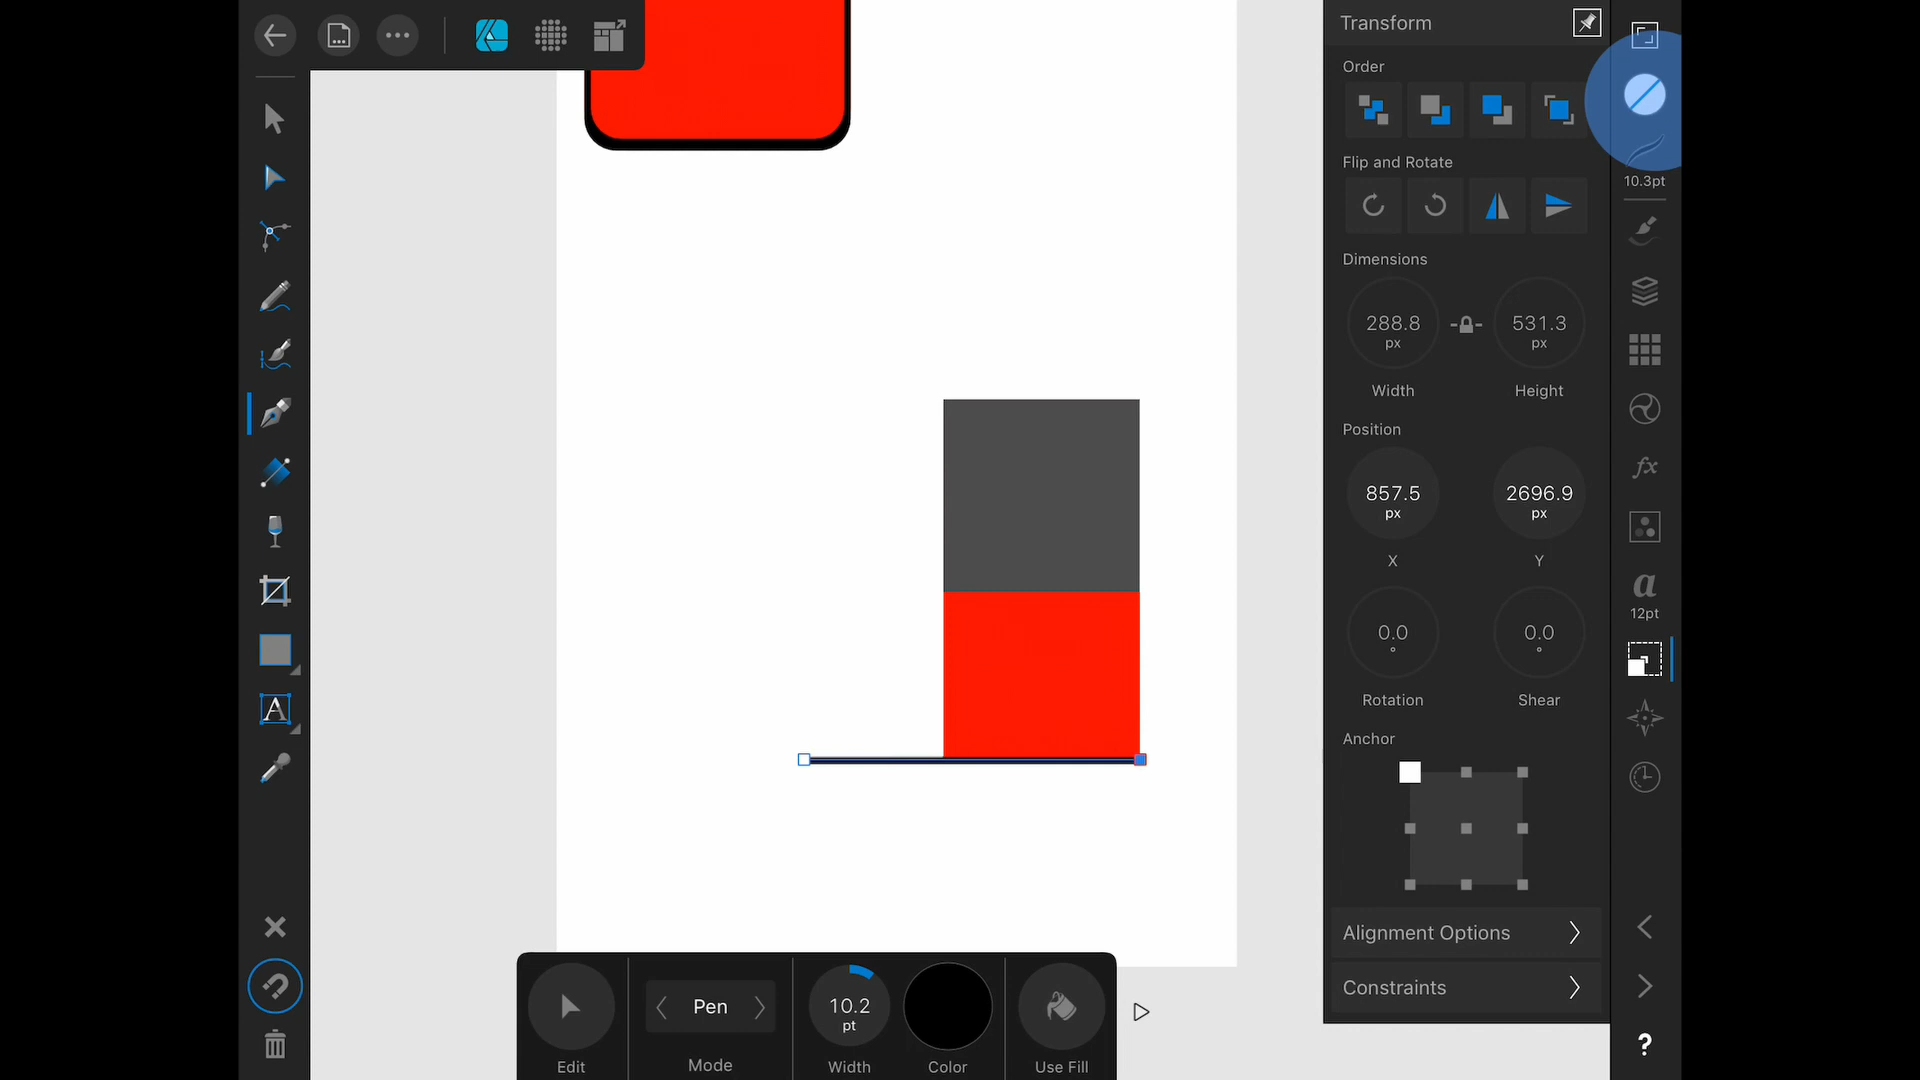 Transform
Order
10.3pt
Flip and Rotate
Dimensions
288.8 px
531.3 px
Width
Height
Position
857.5 px
2696.9 px
X
Y
fx
a
12pt
0.0 °
0.0 °
Rotation
Shear
A
Anchor
Alignment Options
Constraints
Pen
10.2 pt
Edit
Mode
Width
Color
Use Fill
?